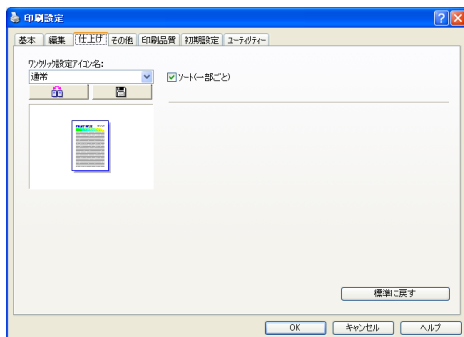 印刷設定
基本 編集 仕上げ その他 印刷品質 初期設定 ユーティリティー
ワンクリック設定アイコン名:
通常
ソート(一部ごと)
標準に戻す
OK キャンセル ヘルプ